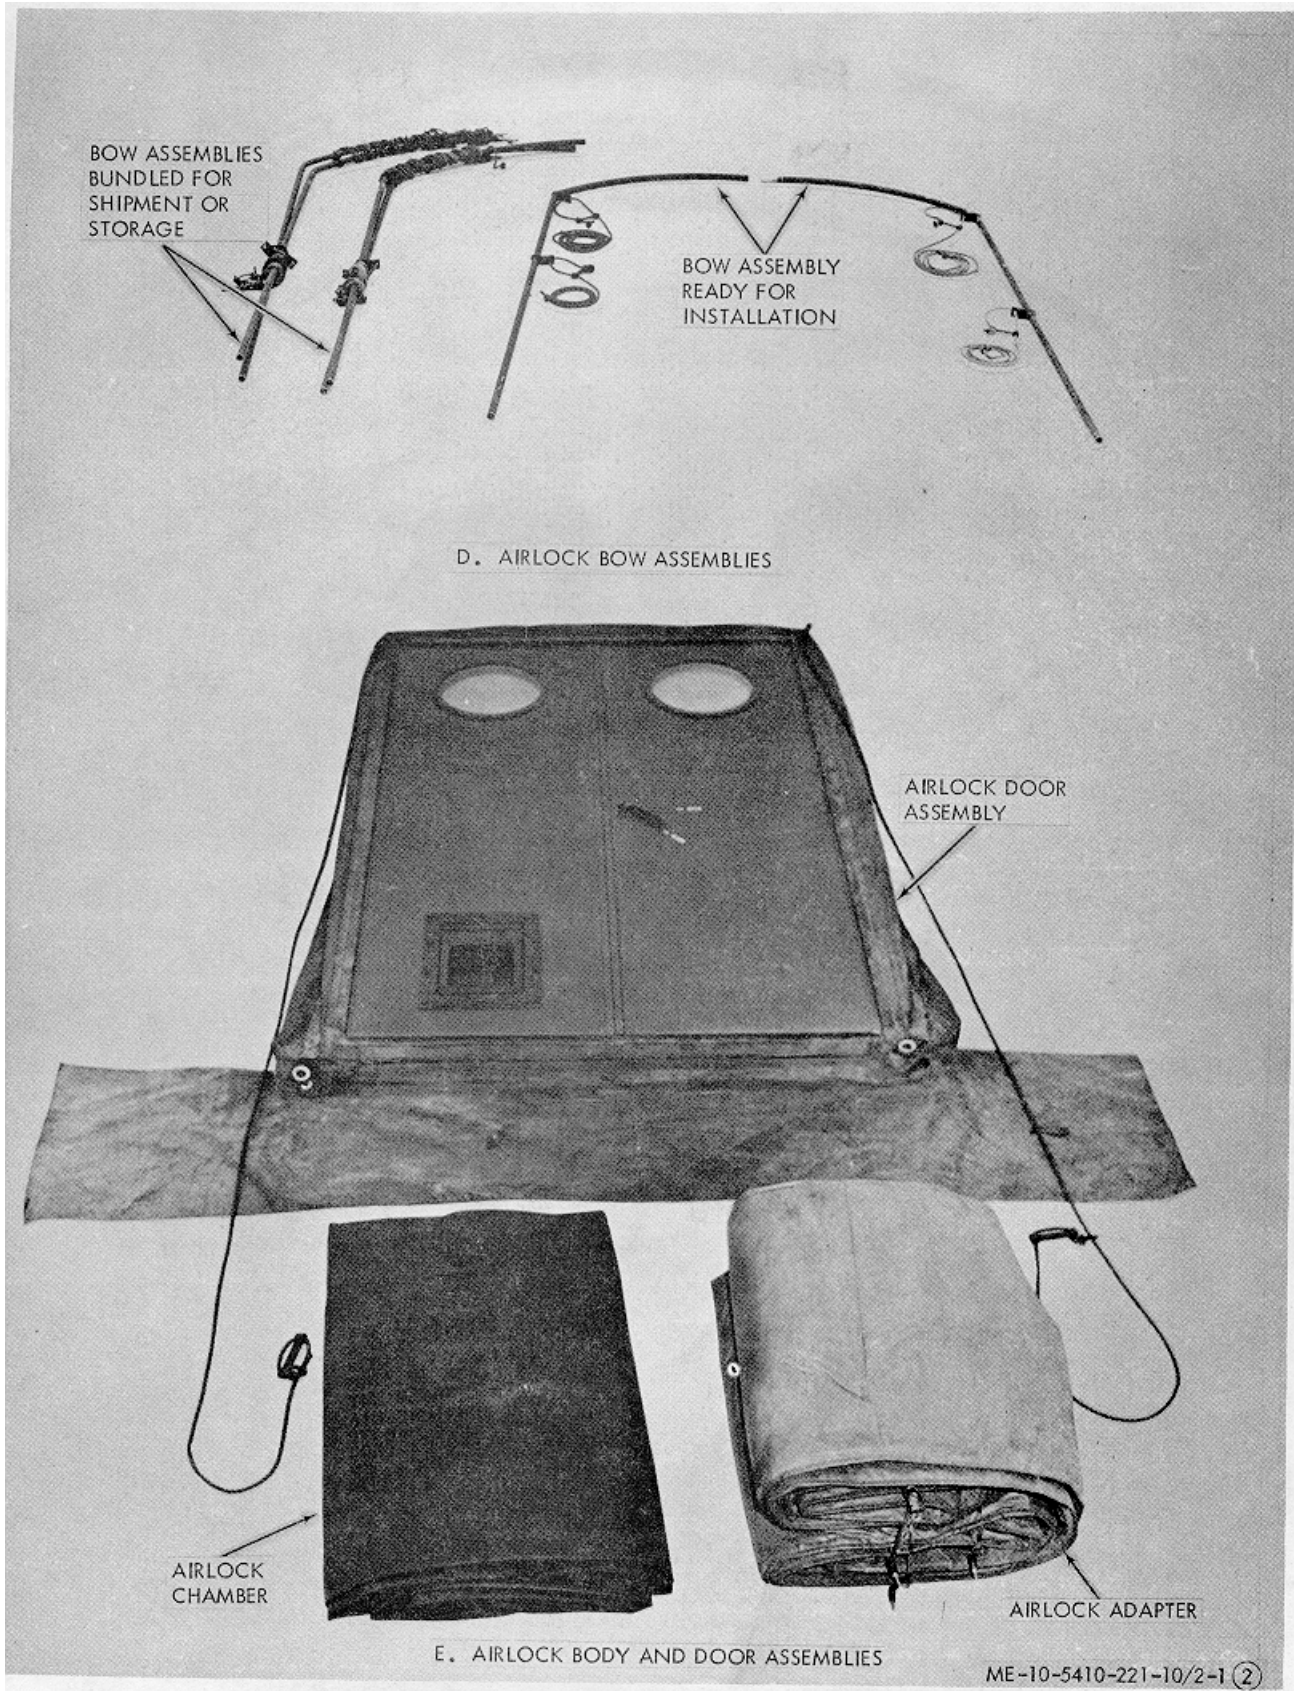 BOW ASSEMBLIES
BUNDLED FOR
SHIPMENT OR
STORAGE
BOW ASSEMBLY
READY FOR
INSTALLATION
D. AIRLOCK BOW ASSEMBLIES
AIRLOCK DOOR
ASSEMBLY
AIRLOCK
CHAMBER
AIRLOCK ADAPTER
E. AIRLOCK BODY AND DOOR ASSEMBLIES
ME-10-5410-221-10/2-1 2